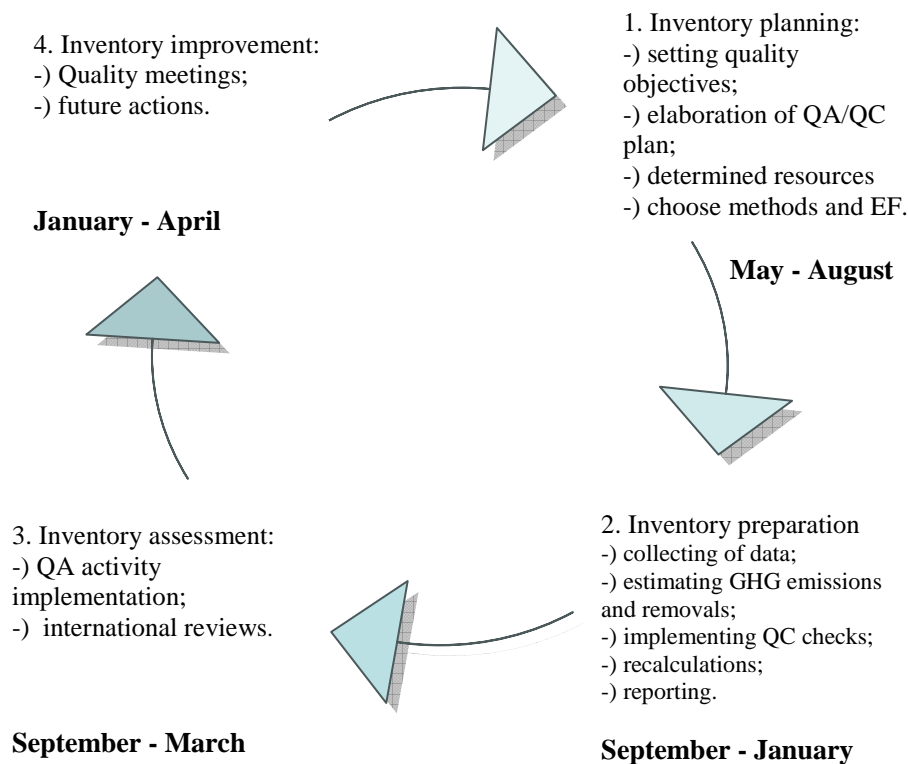 4. Inventory improvement:
-) Quality meetings;
-) future actions.
January - April
1. Inventory planning:
-) setting quality
objectives;
-) elaboration of QA/QC
plan;
-) determined resources
-) choose methods and EF.
May - August
2. Inventory preparation
-) collecting of data;
-) estimating GHG emissions
and removals;
-) implementing QC checks;
-) recalculations;
-) reporting.
September - January
3. Inventory assessment:
-) QA activity
implementation;
-) international reviews.
September - March